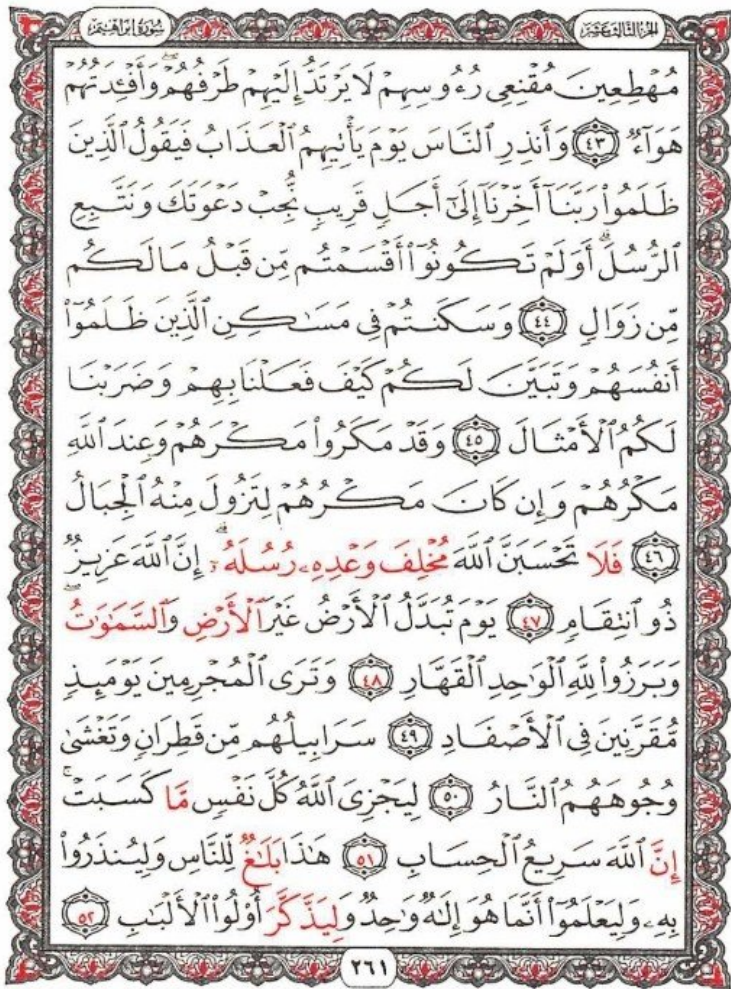 سُورَةُ إِبْرَاهِيم
الجزء الثالث عشر
مُهْطِعِينَ مُقْنِعِي رُءُوسِهِمْ لَا يَرْتَدُّ إِلَيْهِمْ طَرْفُهُمْ ۖ وَأَفْـِٔدَتُهُمْ
هَوَآءٌ ٤٣ وَأَنذِرِ ٱلنَّاسَ يَوْمَ يَأْتِيهِمُ ٱلْعَذَابُ فَيَقُولُ ٱلَّذِينَ
ظَلَمُوا۟ رَبَّنَآ أَخِّرْنَآ إِلَىٰٓ أَجَلٍ قَرِيبٍ نُّجِبْ دَعْوَتَكَ وَنَتَّبِعِ
ٱلرُّسُلَ ۗ أَوَلَمْ تَكُونُوٓا۟ أَقْسَمْتُم مِّن قَبْلُ مَا لَكُم
مِّن زَوَالٍ ٤٤ وَسَكَنتُمْ فِى مَسَـٰكِنِ ٱلَّذِينَ ظَلَمُوٓا۟
أَنفُسَهُمْ وَتَبَيَّنَ لَكُمْ كَيْفَ فَعَلْنَا بِهِمْ وَضَرَبْنَا
لَكُمُ ٱلْأَمْثَالَ ٤٥ وَقَدْ مَكَرُوا۟ مَكْرَهُمْ وَعِندَ ٱللَّهِ
مَكْرُهُمْ وَإِن كَانَ مَكْرُهُمْ لِتَزُولَ مِنْهُ ٱلْجِبَالُ
٤٦ فَلَا تَحْسَبَنَّ ٱللَّهَ مُخْلِفَ وَعْدِهِۦ رُسُلَهُۥٓ ۗ إِنَّ ٱللَّهَ عَزِيزٌ
ذُو ٱنتِقَامٍ ٤٧ يَوْمَ تُبَدَّلُ ٱلْأَرْضُ غَيْرَ ٱلْأَرْضِ وَٱلسَّمَـٰوَٰتُ ۖ
وَبَرَزُوا۟ لِلَّهِ ٱلْوَٰحِدِ ٱلْقَهَّارِ ٤٨ وَتَرَى ٱلْمُجْرِمِينَ يَوْمَئِذٍ
مُّقَرَّنِينَ فِى ٱلْأَصْفَادِ ٤٩ سَرَابِيلُهُم مِّن قَطِرَانٍ وَتَغْشَىٰ
وُجُوهَهُمُ ٱلنَّارُ ٥٠ لِيَجْزِىَ ٱللَّهُ كُلَّ نَفْسٍ مَّا كَسَبَتْ ۚ
إِنَّ ٱللَّهَ سَرِيعُ ٱلْحِسَابِ ٥١ هَـٰذَا بَلَـٰغٌ لِّلنَّاسِ وَلِيُنذَرُوا۟
بِهِۦ وَلِيَعْلَمُوٓا۟ أَنَّمَا هُوَ إِلَـٰهٌ وَٰحِدٌ وَلِيَذَّكَّرَ أُو۟لُوا۟ ٱلْأَلْبَـٰبِ ٥٢
٢٦١